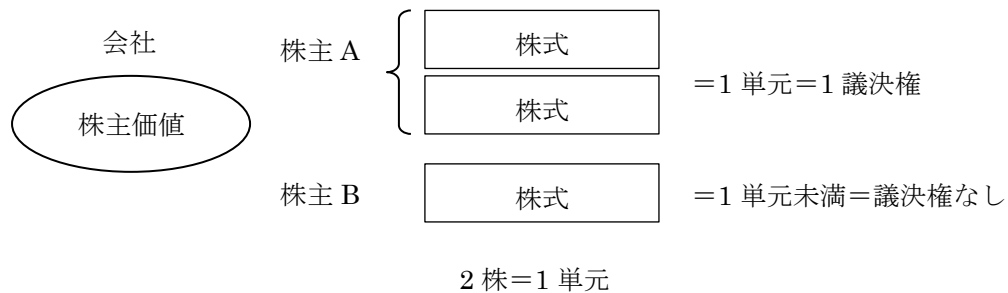 会社
株主価値
株主 A
株式
株式
＝1 単元＝1 議決権
株主 B
株式
＝1 単元未満＝議決権なし
2 株＝1 単元